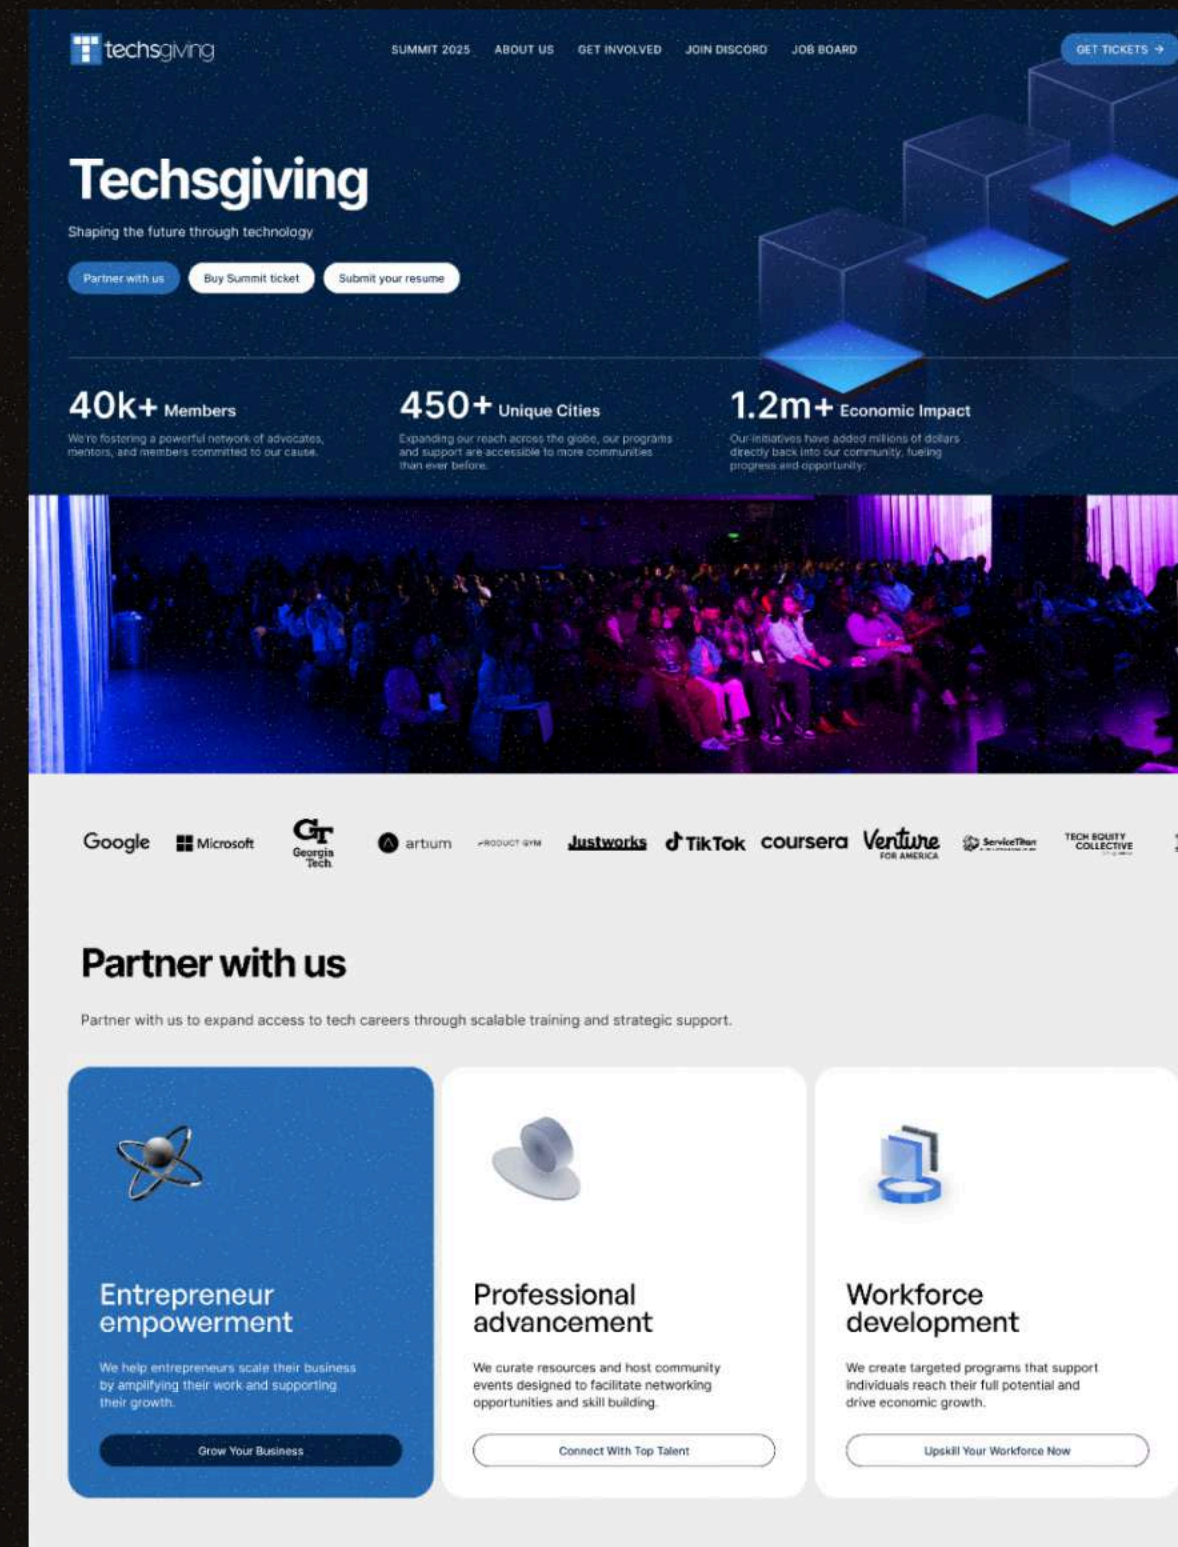 techsgiving
SUMMIT 2025 ABOUT US GET INVOLVED JOIN DISCORD JOB BOARD
GET TICKETS →
Techsgiving
Shaping the future through technology
Partner with us
Buy Summit ticket
Submit your resume
40k+ Members
We're fostering a powerful network of advocates,
mentors, and members committed to our cause.
450+ Unique Cities
Expanding our reach across the globe, our programs
and support are accessible to more communities
than ever before.
1.2m+ Economic Impact
Our initiatives have added millions of dollars
directly back into our community, fueling
progress and opportunity.
Google
Microsoft
GT
Georgia
Tech
artium
PRODUCT GYM
Justworks
TikTok
coursera
Venture
FOR AMERICA
ServiceTitan
TECH EQUITY
COLLECTIVE
Partner with us
Partner with us to expand access to tech careers through scalable training and strategic support.
Entrepreneur
empowerment
We help entrepreneurs scale their business
by amplifying their work and supporting
their growth.
Grow Your Business
Professional
advancement
We curate resources and host community
events designed to facilitate networking
opportunities and skill building.
Connect With Top Talent
Workforce
development
We create targeted programs that support
individuals reach their full potential and
drive economic growth.
Upskill Your Workforce Now